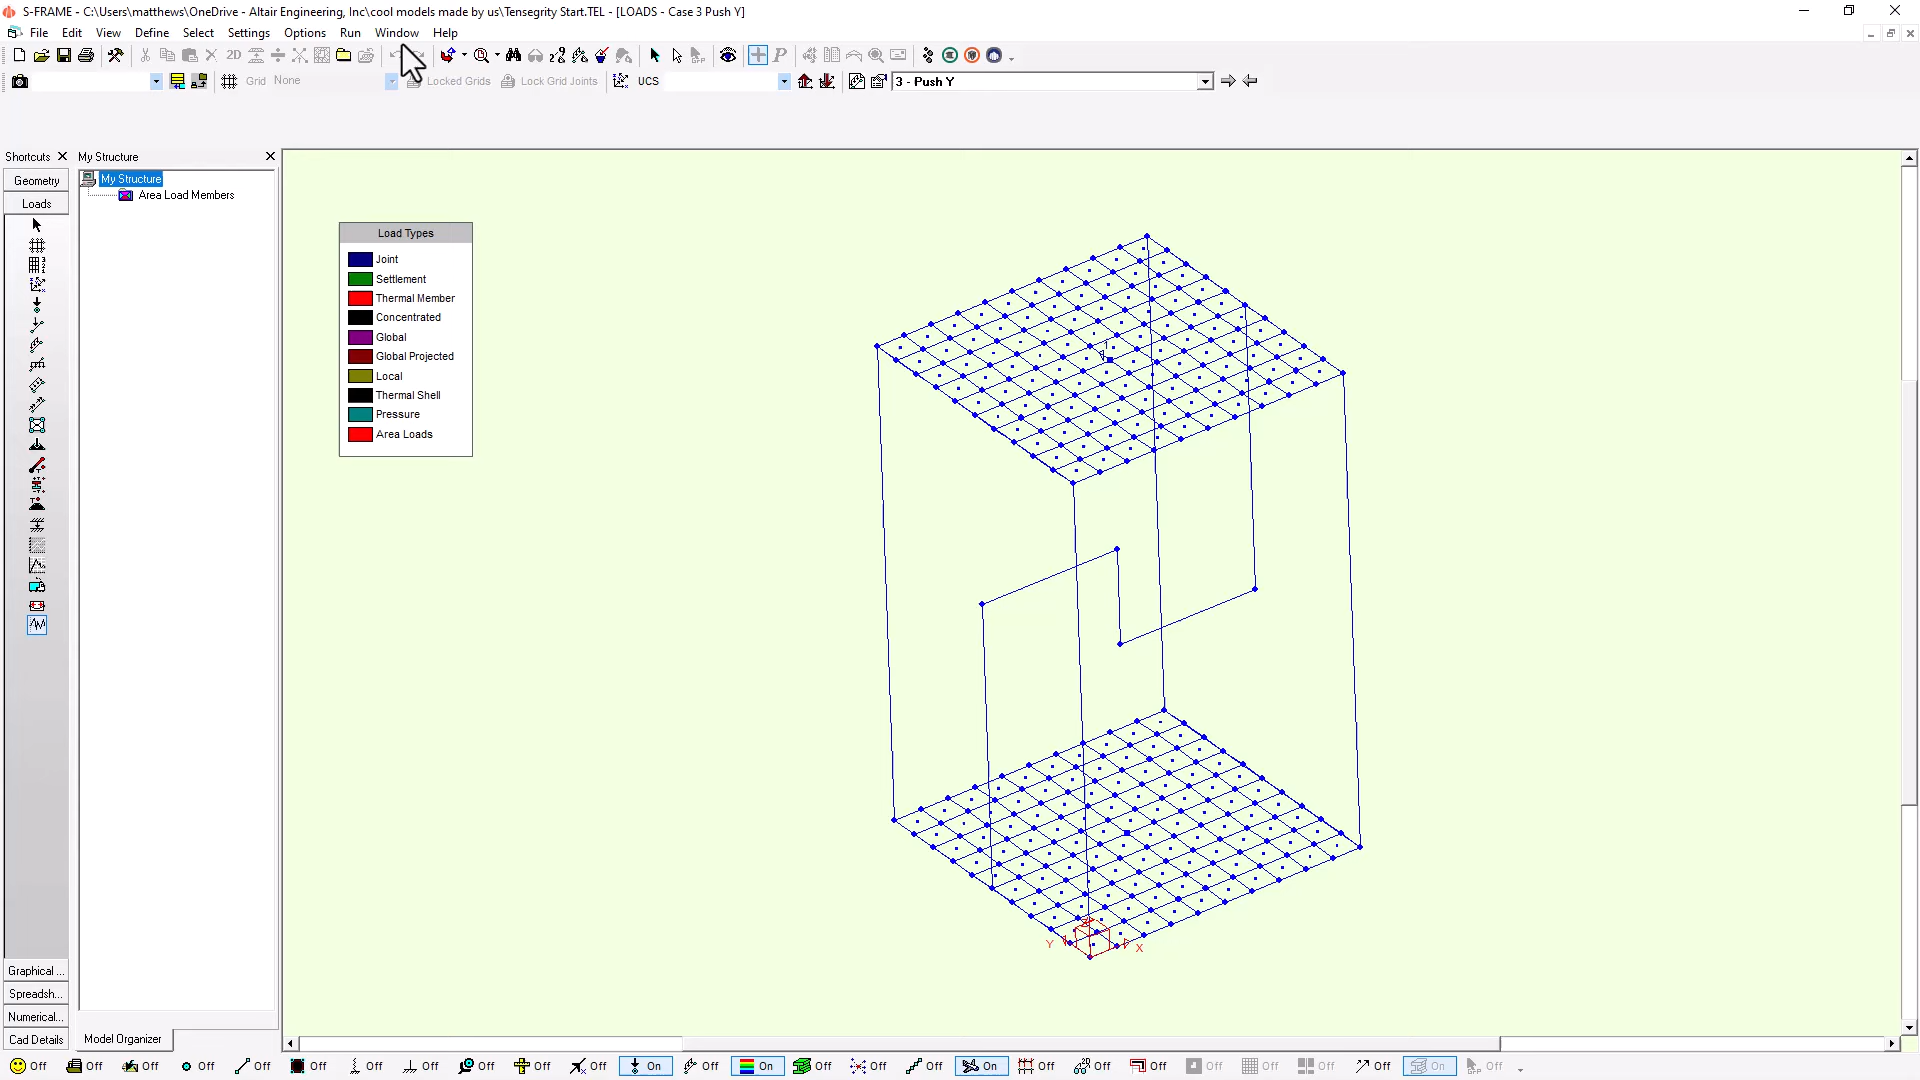 S-FRAME - C:\Users\matthews\OneDrive - Altair Engineering, Inc\cool models made by us\Tensegrity Start.TEL - [LOADS - Case 3 Push Y]
File Edit View Define Select Settings Options Run Window Help
2D
Grid None Locked Grids Lock Grid Joints UCS 3 - Push Y
Shortcuts My Structure
Geometry
Loads
My Structure
Area Load Members
Load Types
Joint
Settlement
Thermal Member
Concentrated
Global
Global Projected
Local
Thermal Shell
Pressure
Area Loads
Y X
Graphical ...
Spreadsh...
Numerical...
Cad Details
Model Organizer
Off Off Off Off Off Off Off Off Off Off Off On Off On Off Off Off On Off Off Off Off Off Off Off On Off